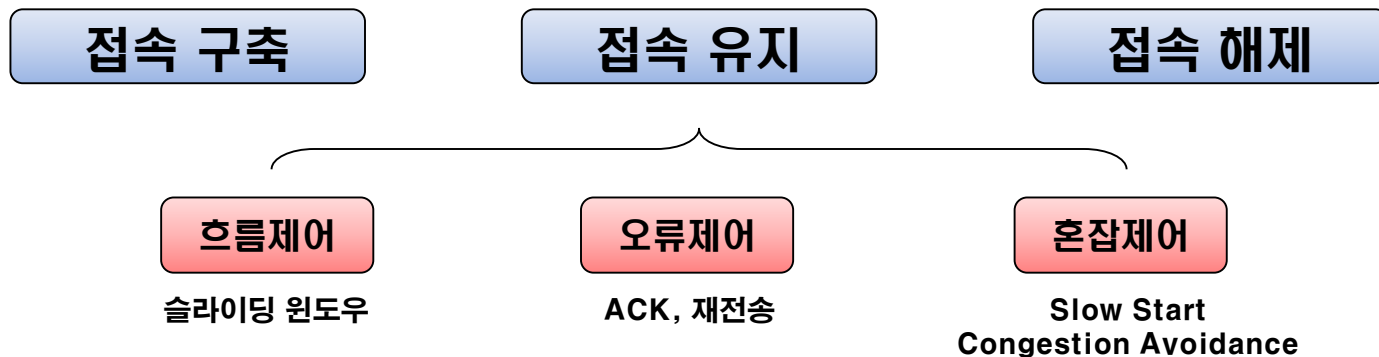 접속 구축
접속 유지
접속 해제
흐름제어
오류제어
혼잡제어
슬라이딩 윈도우
ACK, 재전송
Slow Start
Congestion Avoidance